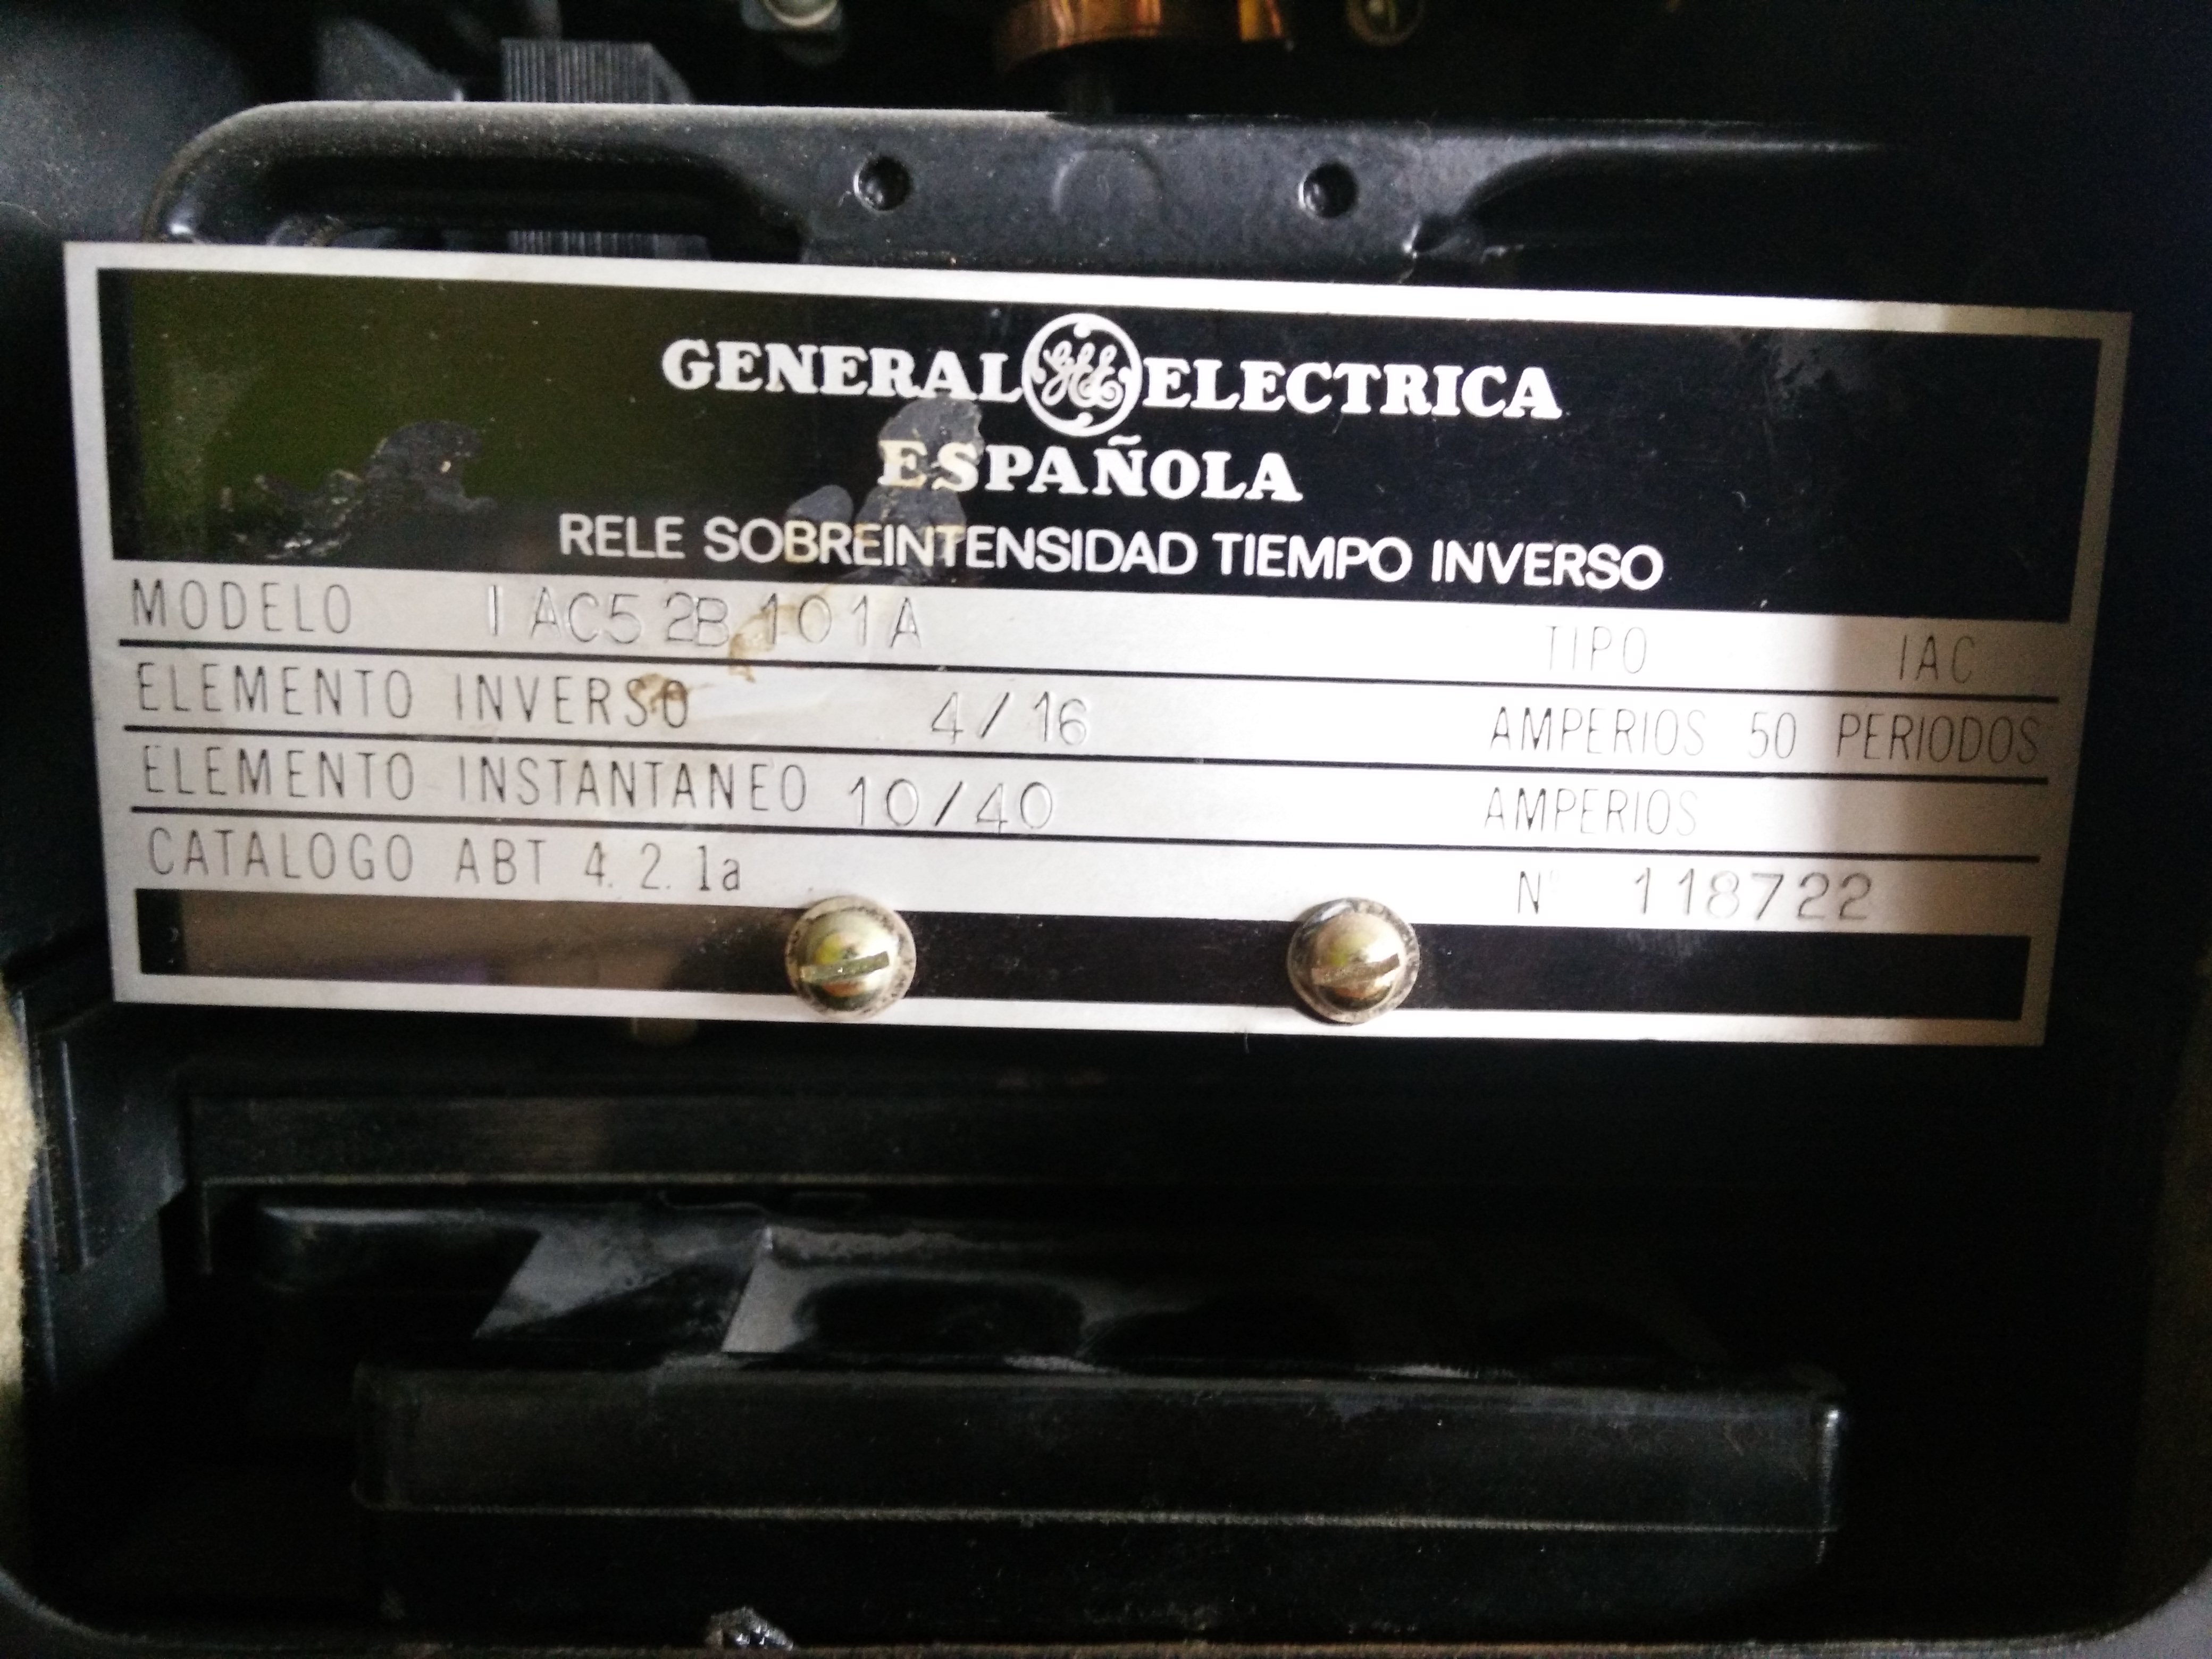 GENERAL GEE ELECTRICA
ESPAÑOLA
RELE SOBREINTENSIDAD TIEMPO INVERSO
MODELO IAC52B101A TIPO IAC
ELEMENTO INVERSO 4/16 AMPERIOS 50 PERIODOS
ELEMENTO INSTANTANEO 10/40 AMPERIOS
CATALOGO ABT 4.2.1a Nº 118722